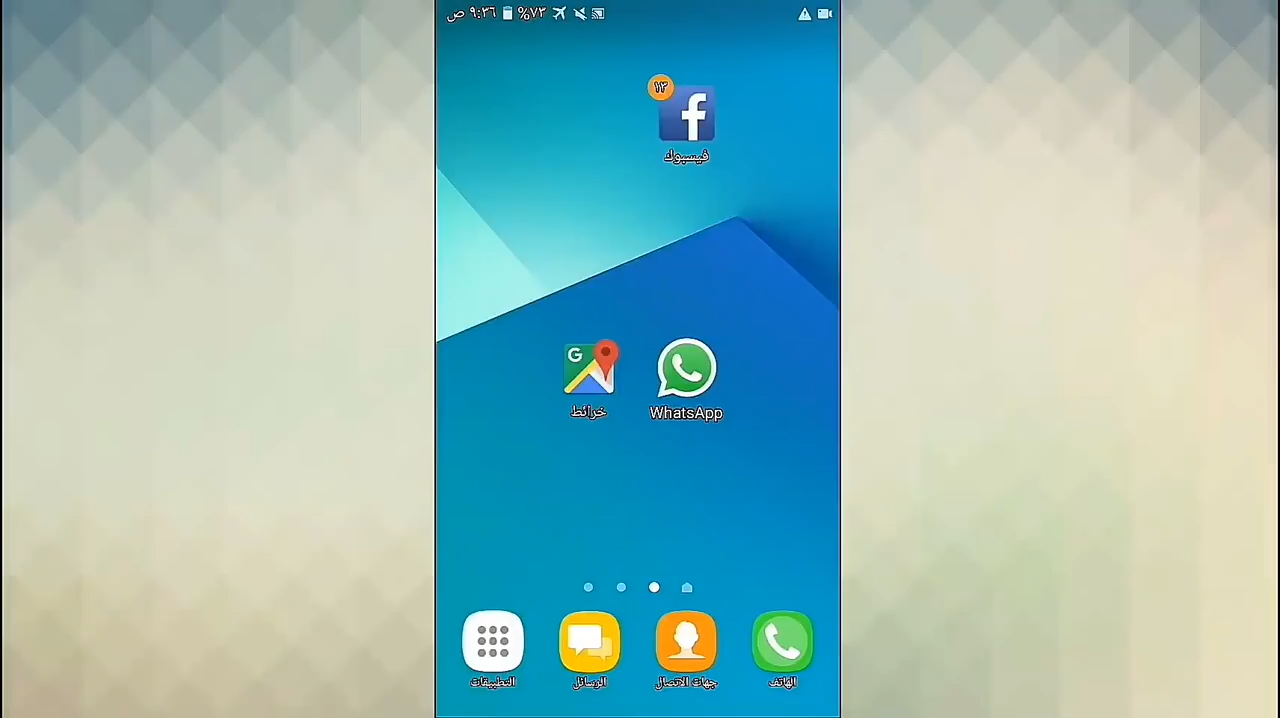 ٩:٣٦ ص
%٧٣
١٣
فيسبوك
G
خرائط
WhatsApp
الهاتف
جهات الاتصال
الرسائل
التطبيقات